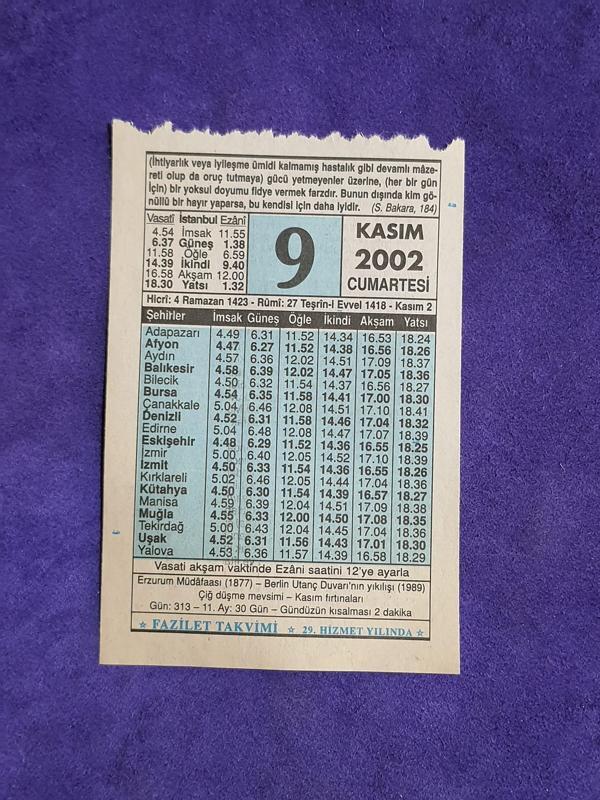 (İhtiyarlık veya iyileşme ümidi kalmamış hastalık gibi devamlı mâze-
reti olup da oruç tutmaya) gücü yetmeyenler üzerine, (her bir gün
için) bir yoksul doyumu fidye vermek farzdır. Bunun dışında kim gö-
nüllü bir hayır yaparsa, bu kendisi için daha iyidir. (S. Bakara, 184)
Vasatî İstanbul Ezânî
4.54 İmsak 11.55
6.37 Güneş 1.38
11.58 Öğle 6.59
14.39 İkindi 9.40
16.58 Akşam 12.00
18.30 Yatsı 1.32
9
KASIM
2002
CUMARTESİ
Hicrî: 4 Ramazan 1423 - Rûmî: 27 Teşrîn-i Evvel 1418 - Kasım 2
Şehirler İmsak Güneş Öğle İkindi Akşam Yatsı
Adapazarı 4.49 6.31 11.52 14.34 16.53 18.24
Afyon 4.47 6.27 11.52 14.38 16.56 18.26
Aydın 4.57 6.36 12.02 14.51 17.09 18.37
Balıkesir 4.58 6.39 12.02 14.47 17.05 18.36
Bilecik 4.50 6.32 11.54 14.37 16.56 18.27
Bursa 4.54 6.35 11.58 14.41 17.00 18.30
Çanakkale 5.04 6.46 12.08 14.51 17.10 18.41
Denizli 4.52 6.31 11.58 14.46 17.04 18.32
Edirne 5.04 6.48 12.08 14.47 17.07 18.39
Eskişehir 4.48 6.29 11.52 14.36 16.55 18.25
İzmir 5.00 6.40 12.05 14.52 17.10 18.39
İzmit 4.50 6.33 11.54 14.36 16.55 18.26
Kırklareli 5.02 6.46 12.05 14.44 17.04 18.36
Kütahya 4.50 6.30 11.54 14.39 16.57 18.27
Manisa 4.59 6.39 12.04 14.51 17.09 18.38
Muğla 4.55 6.33 12.00 14.50 17.08 18.35
Tekirdağ 5.00 6.43 12.04 14.45 17.04 18.36
Uşak 4.52 6.31 11.56 14.43 17.01 18.30
Yalova 4.53 6.36 11.57 14.39 16.58 18.29
Vasati akşam vaktinde Ezâni saatini 12'ye ayarla
Erzurum Müdâfaası (1877) – Berlin Utanç Duvarı'nın yıkılışı (1989)
Çiğ düşme mevsimi – Kasım fırtınaları
Gün: 313 – 11. Ay: 30 Gün – Gündüzün kısalması 2 dakika
☆ FAZİLET TAKVİMİ ☆ 29. HİZMET YILINDA ☆